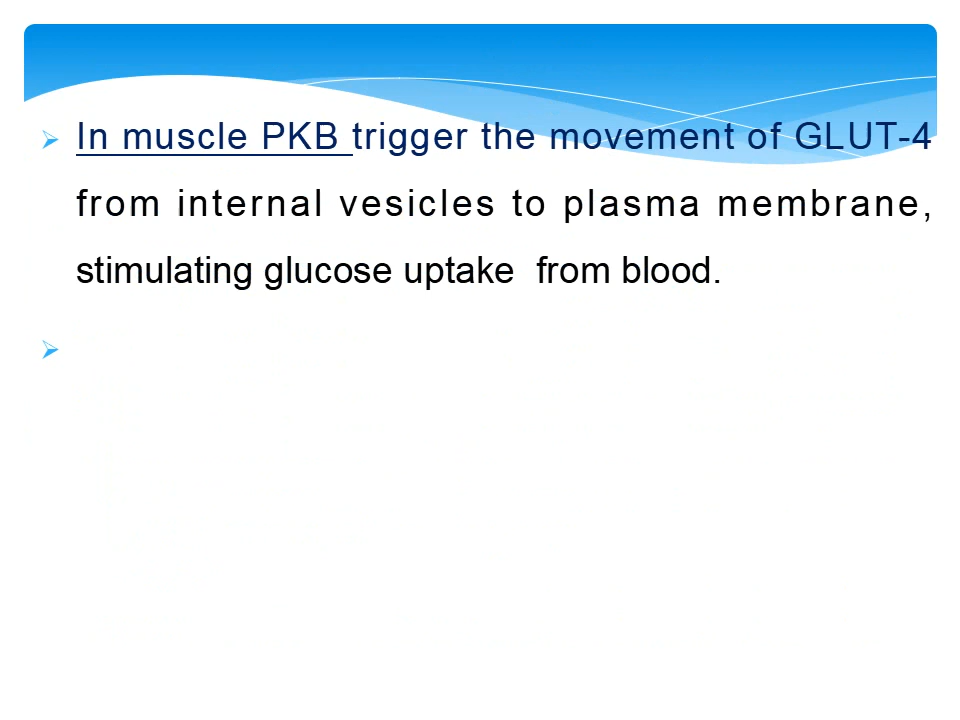 In muscle PKB trigger the movement of GLUT-4
from internal vesicles to plasma membrane,
stimulating glucose uptake  from blood.